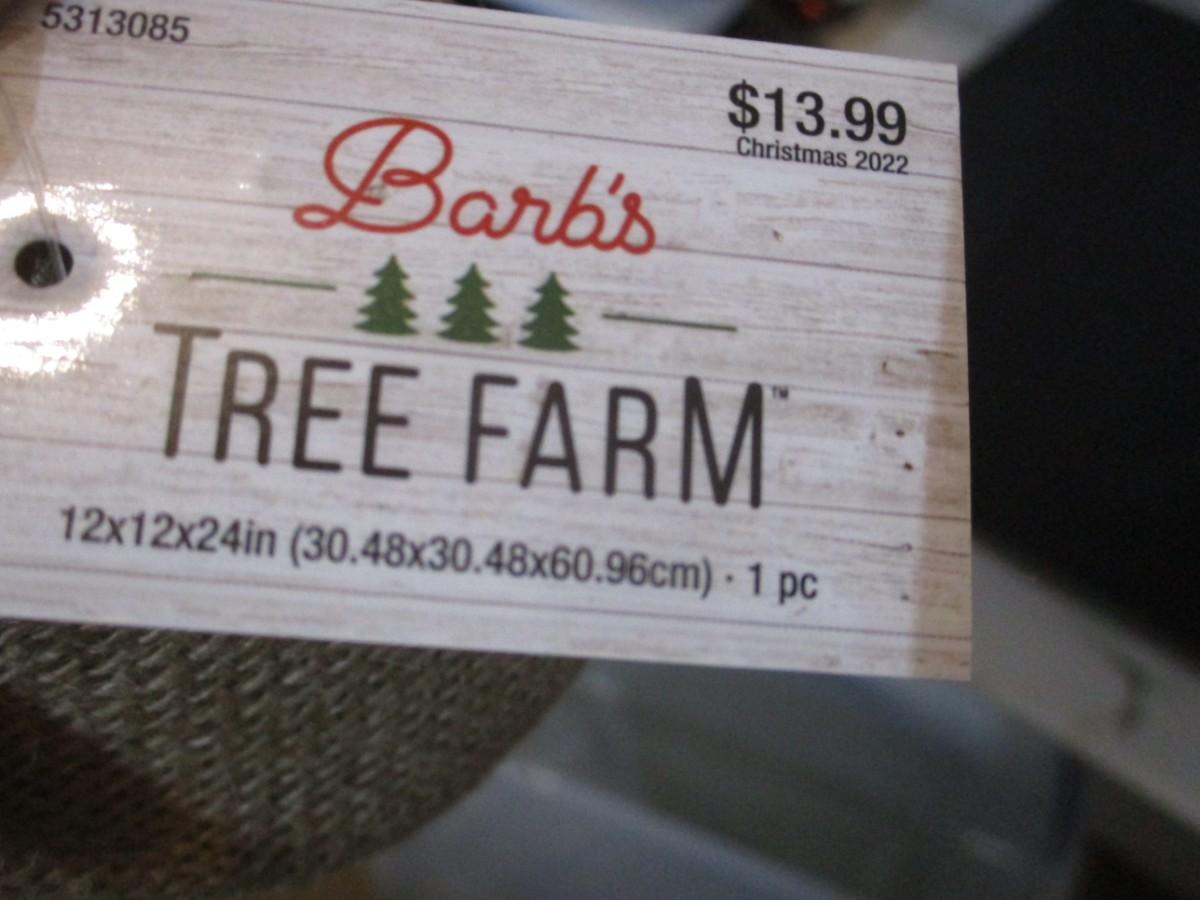 5313085
$13.99
Christmas 2022
Barb's
TREE FARM™
12x12x24in (30.48x30.48x60.96cm) · 1 pc